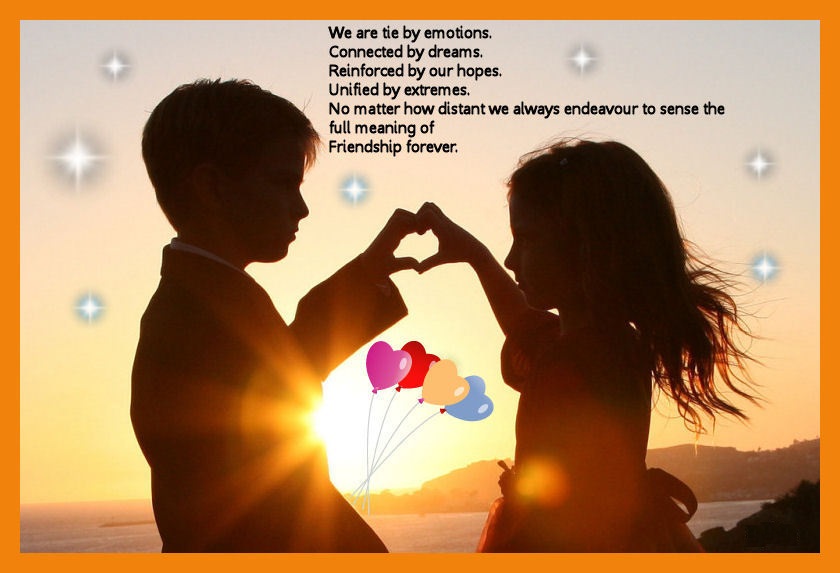 We are tie by emotions.
Connected by dreams.
Reinforced by our hopes.
Unified by extremes.
No matter how distant we always endeavour to sense the
full meaning of
Friendship forever.